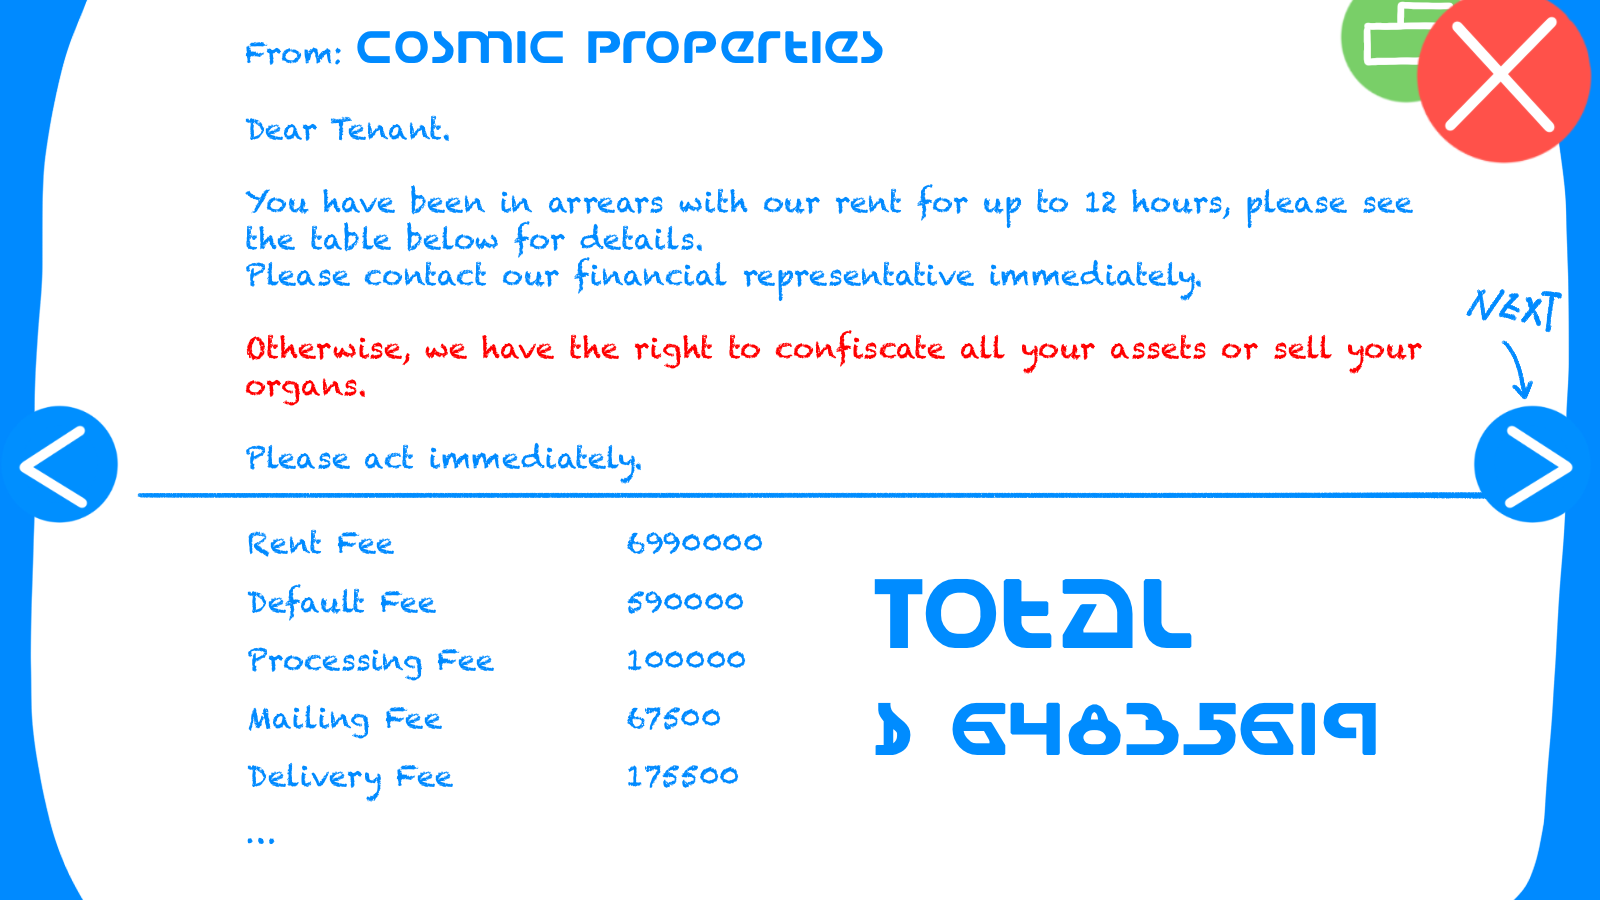 From: Cosmic Properties
Dear Tenant.
You have been in arrears with our rent for up to 12 hours, please see
the table below for details.
Please contact our financial representative immediately.
NEXT
Otherwise, we have the right to confiscate all your assets or sell your
organs.
Please act immediately.
Rent Fee 6990000
Default Fee 590000
Processing Fee 100000
Mailing Fee 67500
Delivery Fee 175500
...
Total
64835619